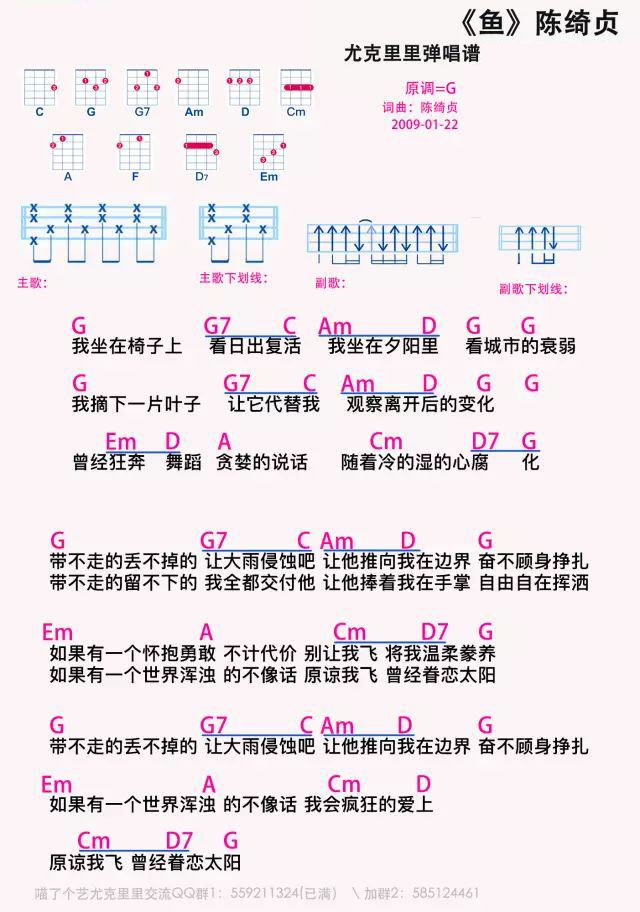 《鱼》陈绮贞
尤克里里弹唱谱
原调=G
词曲：陈绮贞
2009-01-22
C G G7 Am D Cm
A F D7 Em
主歌：
主歌下划线：
副歌：
副歌下划线：
G G7 C Am D G G
我坐在椅子上 看日出复活 我坐在夕阳里 看城市的衰弱
G G7 C Am D G G
我摘下一片叶子 让它代替我 观察离开后的变化
Em D A Cm D7 G
曾经狂奔 舞蹈 贪婪的说话 随着冷的湿的心腐 化
G G7 C Am D G
带不走的丢不掉的 让大雨侵蚀吧 让他推向我在边界 奋不顾身挣扎
带不走的留不下的 我全都交付他 让他捧着我在手掌 自由自在挥洒
Em A Cm D7 G
如果有一个怀抱勇敢 不计代价 别让我飞 将我温柔豢养
如果有一个世界浑浊 的不像话 原谅我飞 曾经眷恋太阳
G G7 C Am D G
带不走的丢不掉的 让大雨侵蚀吧 让他推向我在边界 奋不顾身挣扎
Em A Cm D
如果有一个世界浑浊 的不像话 我会疯狂的爱上
Cm D7 G
原谅我飞 曾经眷恋太阳
喵了个艺尤克里里交流QQ群1：559211324(已满） \ 加群2：585124461